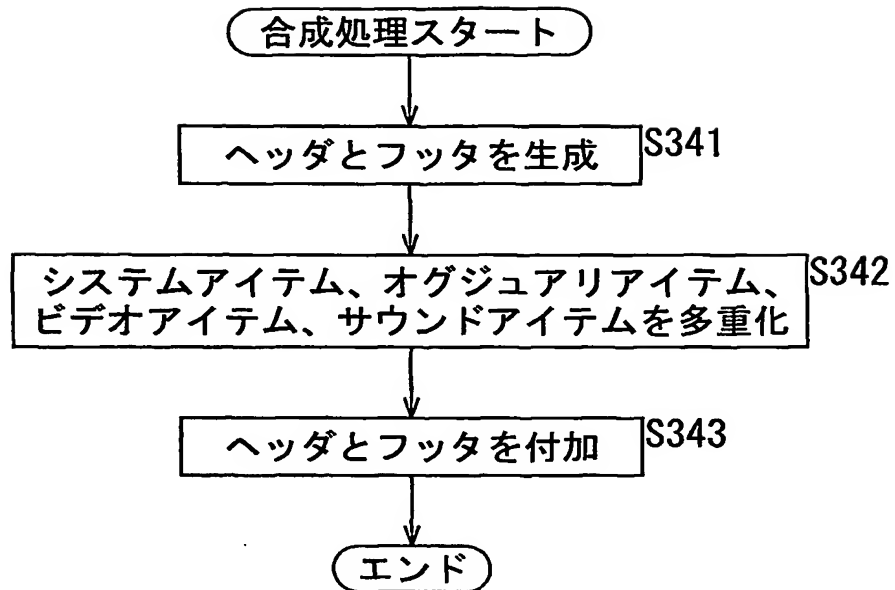 合成処理スタート
ヘッダとフッタを生成
S341
システムアイテム、オグジュアリアイテム、
ビデオアイテム、サウンドアイテムを多重化
S342
ヘッダとフッタを付加
S343
エンド